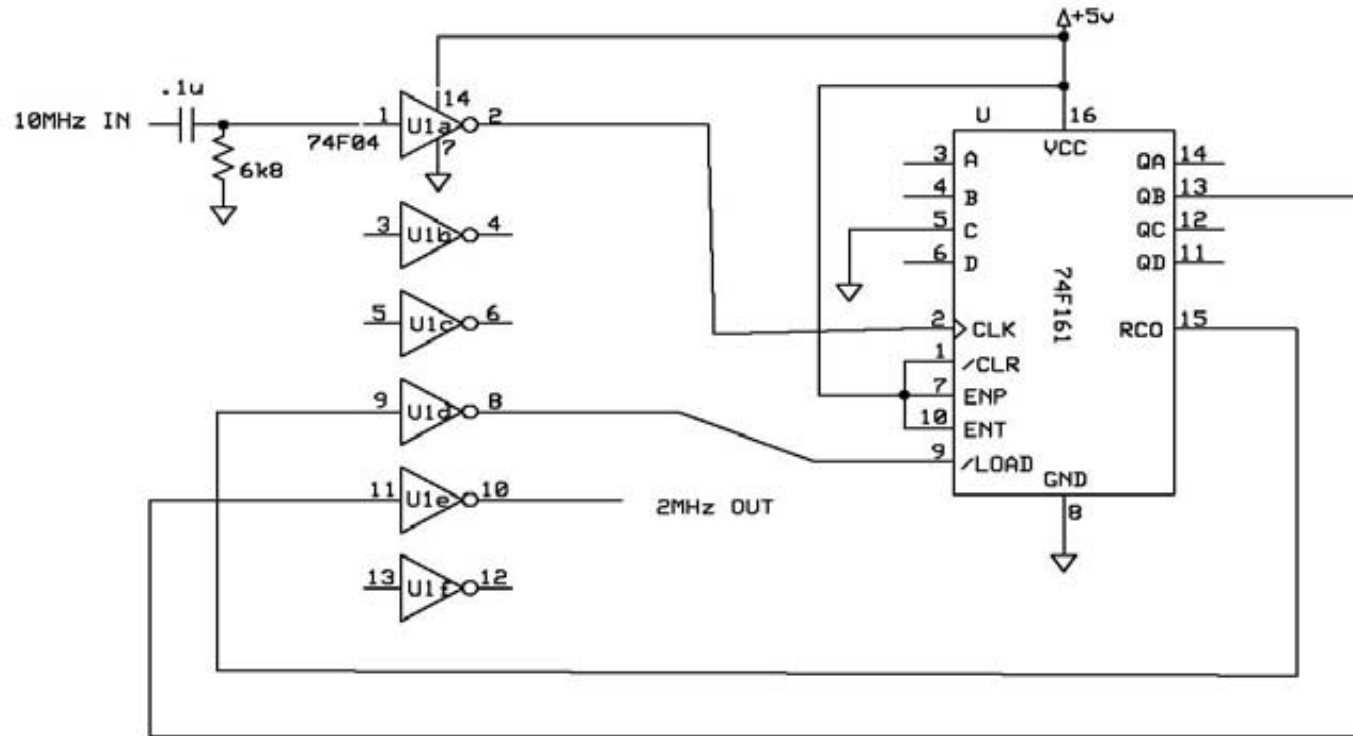 +5v
.1u
10MHz IN
1
14
U1a
2
7
74F04
6k8
3
U1b
4
5
U1c
6
9
U1d
8
11
U1e
10
2MHz OUT
13
U1f
12
U
16
VCC
3
A
QA
14
4
B
QB
13
5
C
QC
12
6
D
QD
11
74F161
2
CLK
RCO
15
1
/CLR
7
ENP
10
ENT
9
/LOAD
GND
8